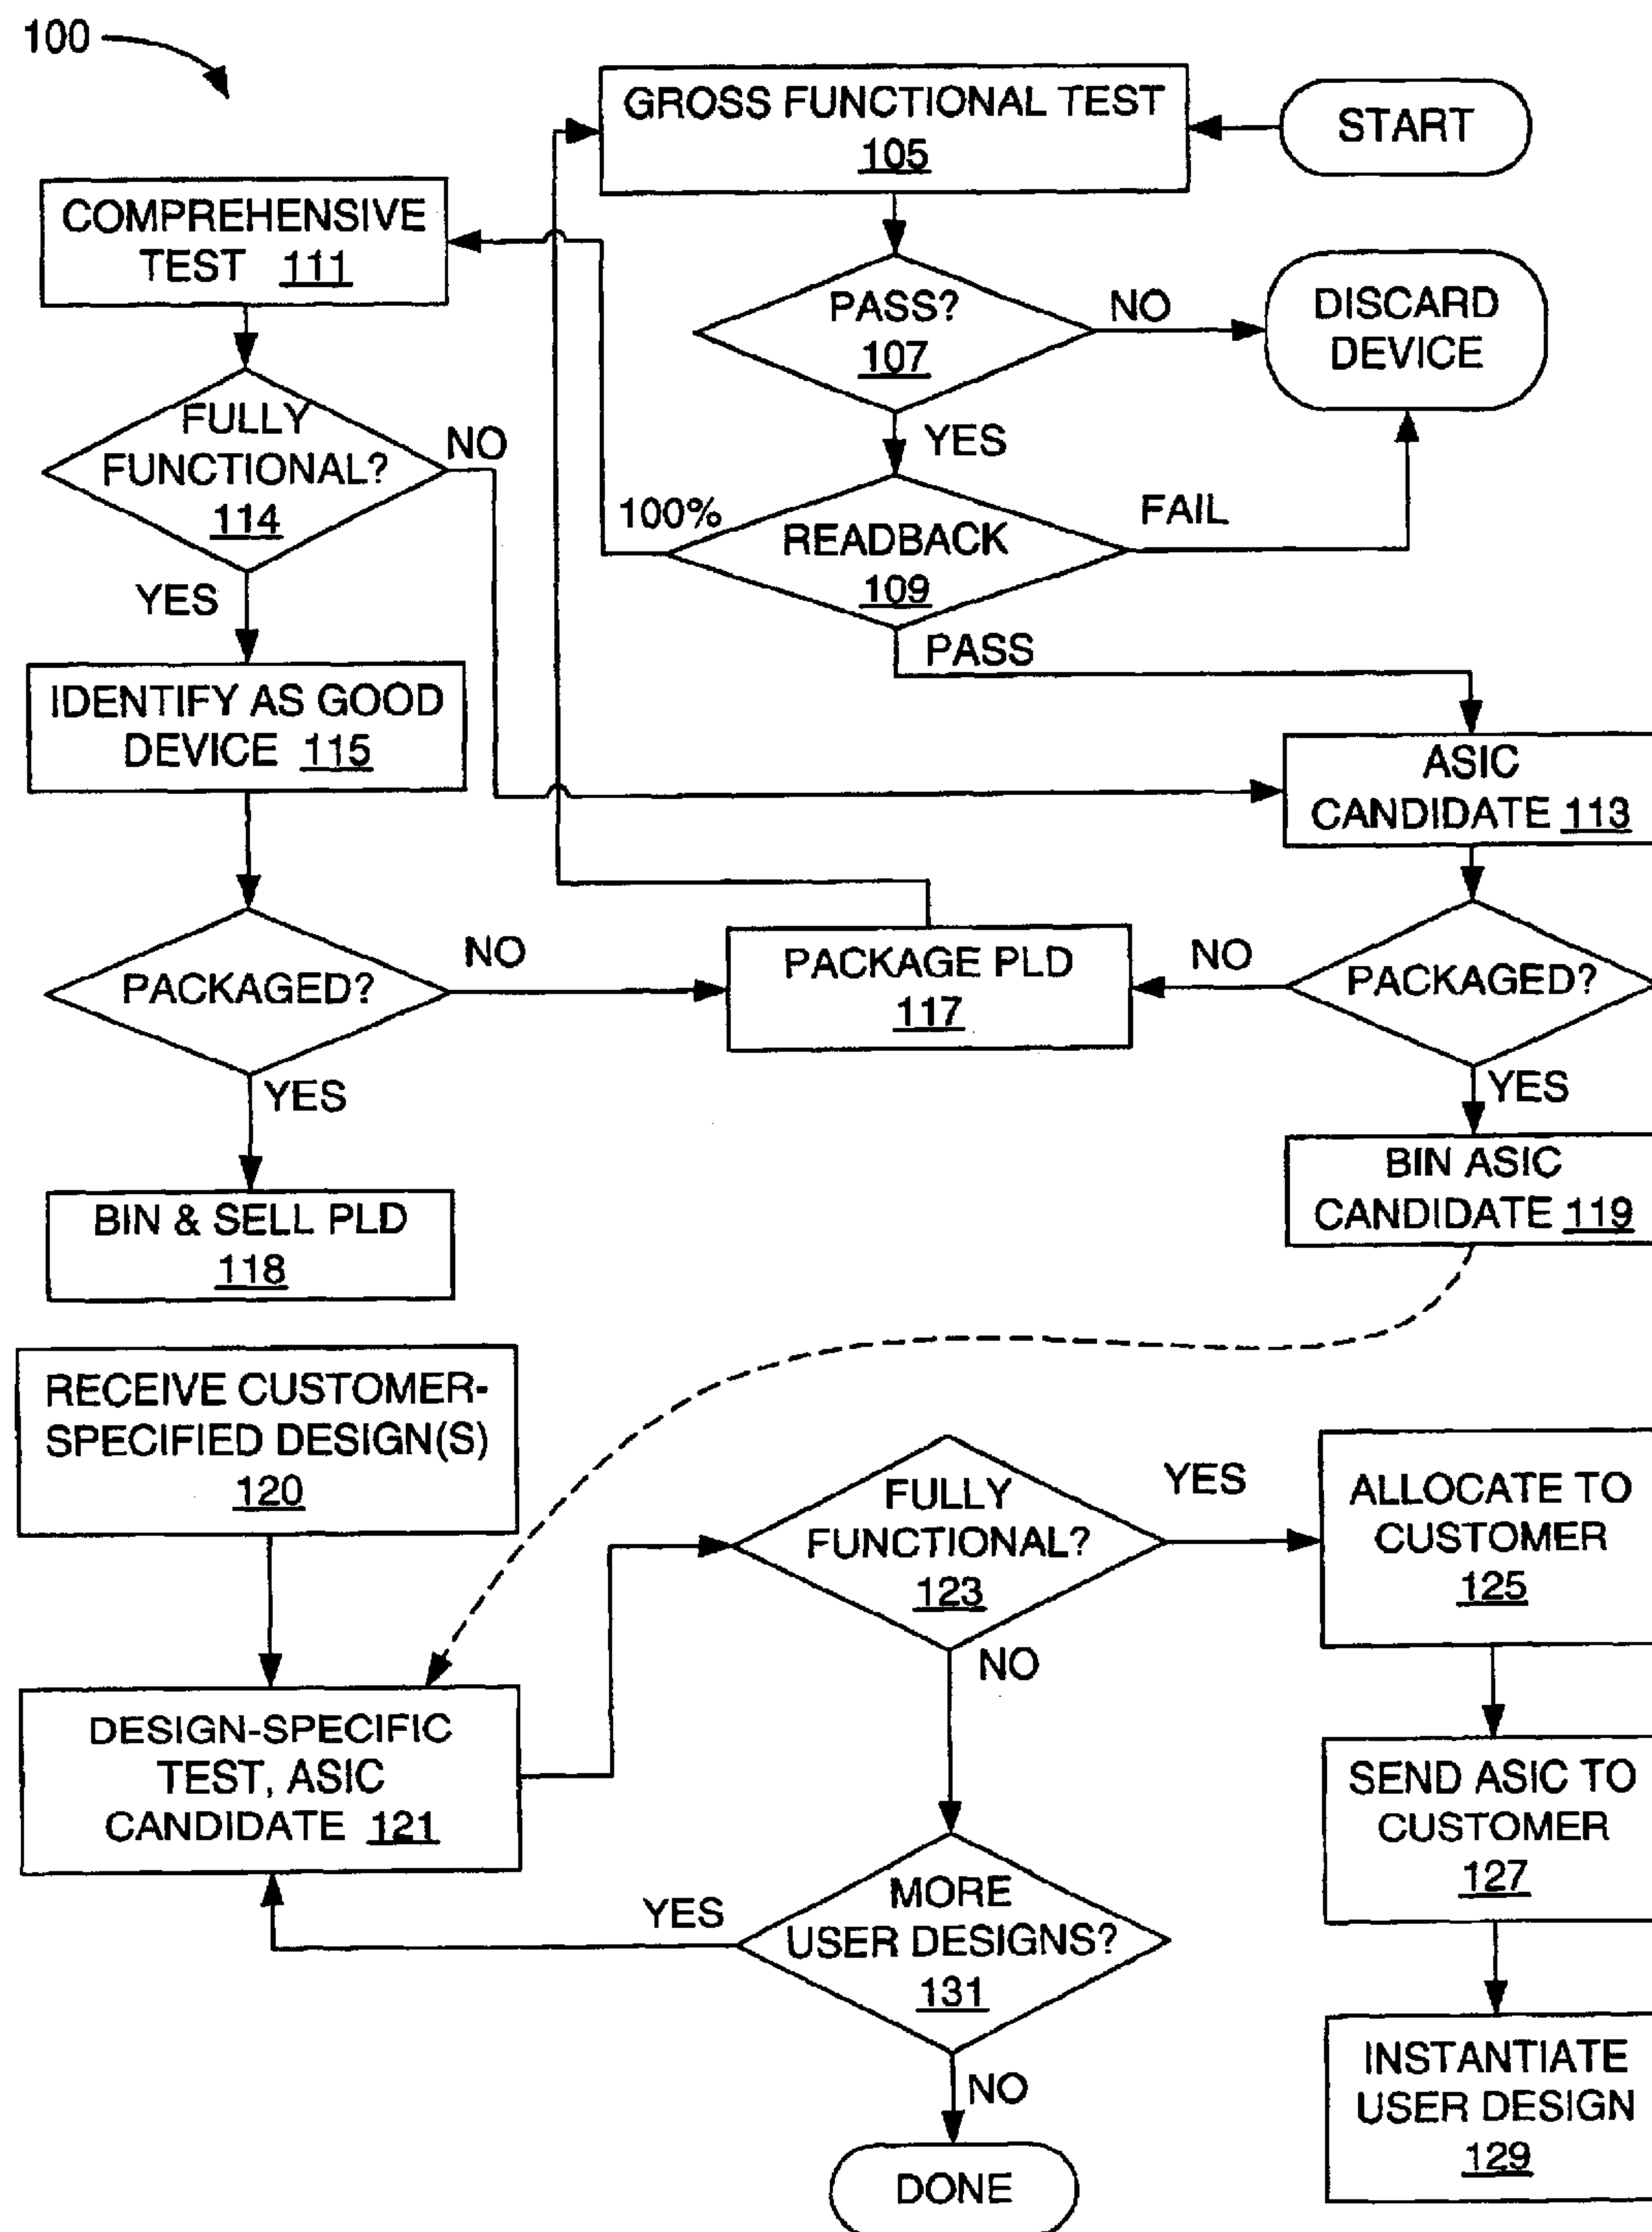 100
GROSS FUNCTIONAL TEST
105
START
COMPREHENSIVE
TEST 111
PASS?
107
NO
DISCARD
DEVICE
YES
FULLY
FUNCTIONAL?
114
NO
100%
READBACK
109
FAIL
YES
PASS
IDENTIFY AS GOOD
DEVICE 115
ASIC
CANDIDATE 113
PACKAGED?
NO
PACKAGE PLD
117
NO
PACKAGED?
YES
YES
BIN & SELL PLD
118
BIN ASIC
CANDIDATE 119
RECEIVE CUSTOMER-
SPECIFIED DESIGN(S)
120
FULLY
FUNCTIONAL?
123
YES
ALLOCATE TO
CUSTOMER
125
NO
DESIGN-SPECIFIC
TEST, ASIC
CANDIDATE 121
SEND ASIC TO
CUSTOMER
127
YES
MORE
USER DESIGNS?
131
NO
INSTANTIATE
USER DESIGN
129
DONE